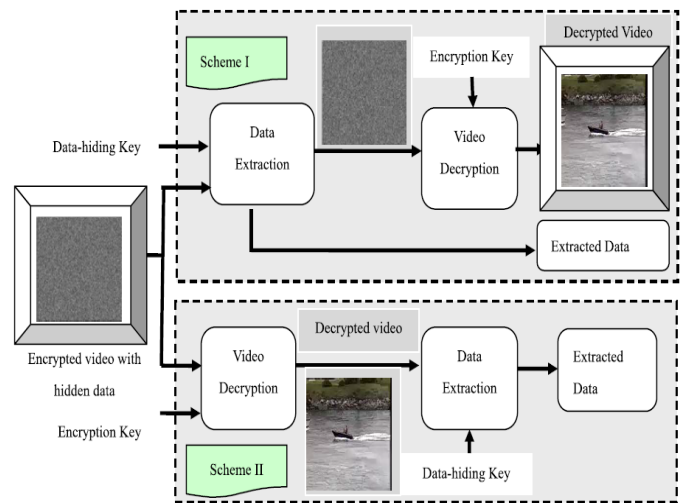 Decrypted Video
Scheme I
Encryption Key
Data
Extraction
Video
Decryption
Data-hiding Key
Extracted Data
Encrypted video with
hidden data
Encryption Key
Decrypted video
Video
Decryption
Data
Extraction
Extracted
Data
Scheme II
Data-hiding Key